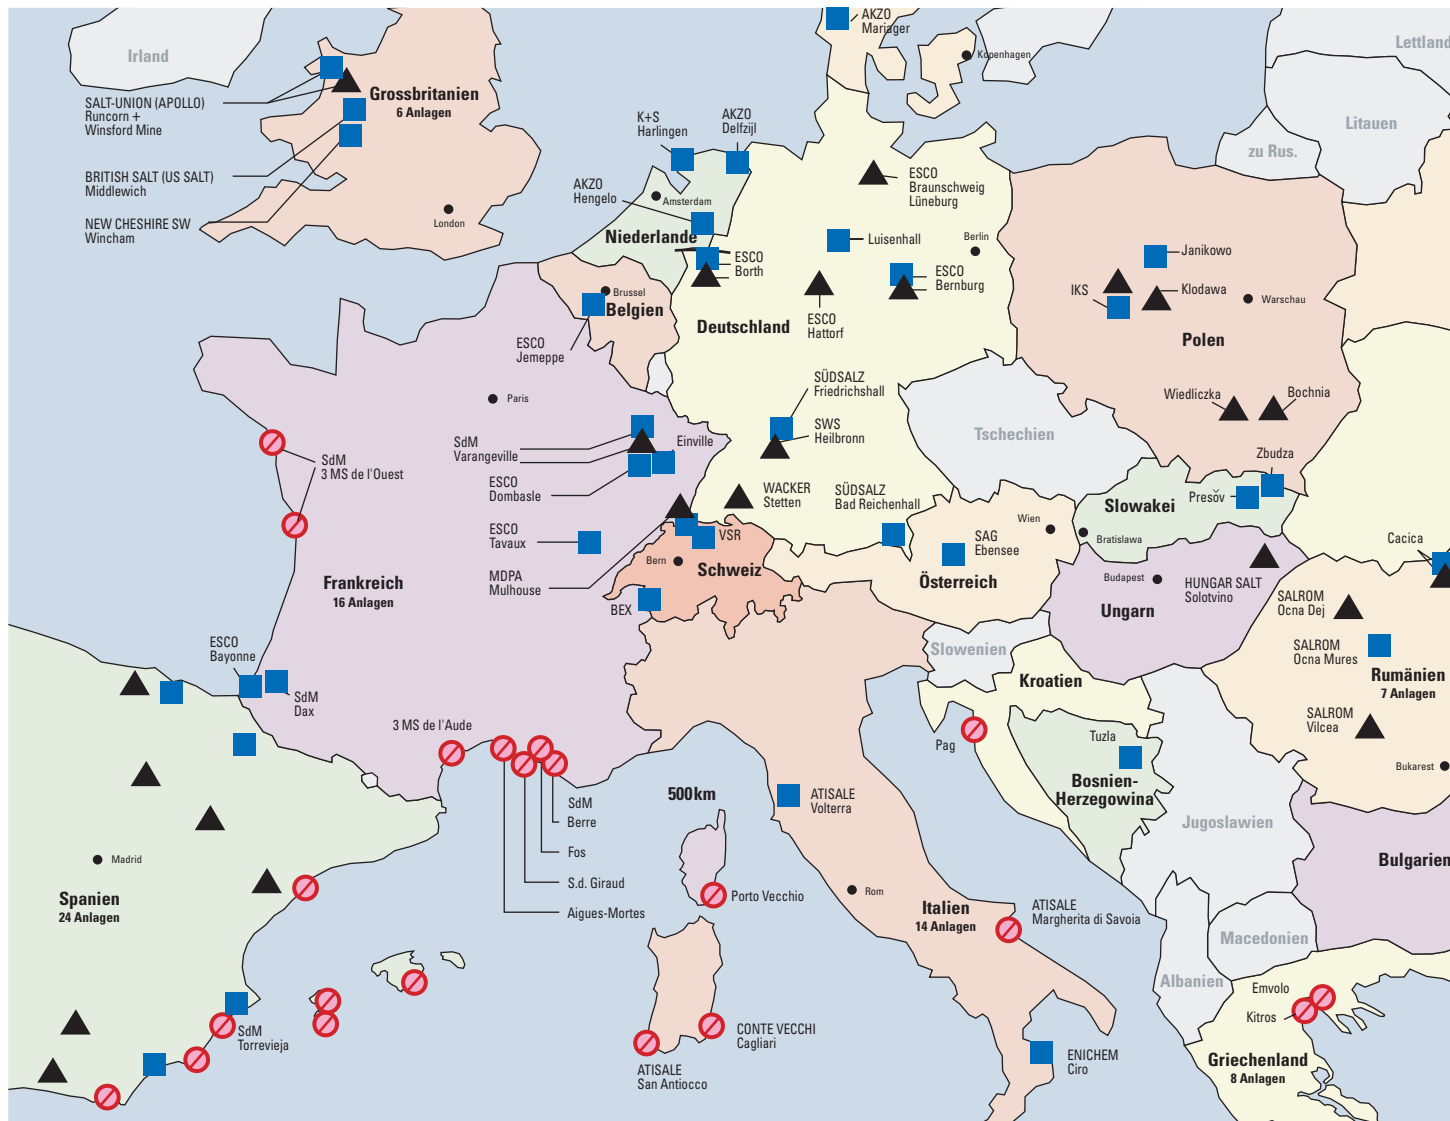 Irland
SALT-UNION (APOLLO)
Runcorn +
Winsford Mine
Grossbritanien
6 Anlagen
BRITISH SALT (US SALT)
Middlewich
NEW CHESHIRE SW
Wincham
London
AKZO
Mariager
Kopenhagen
Lettland
Litauen
zu Rus.
K+S
Harlingen
AKZO
Delfzijl
AKZO
Hengelo
Amsterdam
Niederlande
ESCO
Borth
ESCO
Braunschweig
Lüneburg
Luisenhall
Berlin
ESCO
Bernburg
ESCO
Hattorf
Deutschland
Brussel
Belgien
ESCO
Jemeppe
Janikowo
IKS
Klodawa
Warschau
Polen
Wiedliczka
Bochnia
Paris
SÜDSALZ
Friedrichshall
SWS
Heilbronn
Tschechien
SdM
Varangeville
Einville
ESCO
Dombasle
WACKER
Stetten
SÜDSALZ
Bad Reichenhall
Zbudza
Presŏv
Slowakei
SdM
3 MS de l'Ouest
ESCO
Tavaux
MDPA
Mulhouse
VSR
Bern
Schweiz
BEX
SAG
Ebensee
Wien
Österreich
Bratislawa
Budapest
Ungarn
HUNGAR SALT
Solotvino
Cacica
SALROM
Ocna Dej
SALROM
Ocna Mures
Rumänien
7 Anlagen
SALROM
Vilcea
Bukarest
Frankreich
16 Anlagen
ESCO
Bayonne
SdM
Dax
3 MS de l'Aude
Slowenien
Kroatien
Pag
Tuzla
Bosnien-
Herzegowina
Jugoslawien
Bulgarien
500km
SdM
Berre
Fos
S.d. Giraud
Aigues-Mortes
ATISALE
Volterra
Madrid
Spanien
24 Anlagen
Porto Vecchio
Rom
Italien
14 Anlagen
ATISALE
Margherita di Savoia
Macedonien
Albanien
Emvolo
Kitros
Griechenland
8 Anlagen
SdM
Torrevieja
CONTE VECCHI
Cagliari
ATISALE
San Antiocco
ENICHEM
Ciro